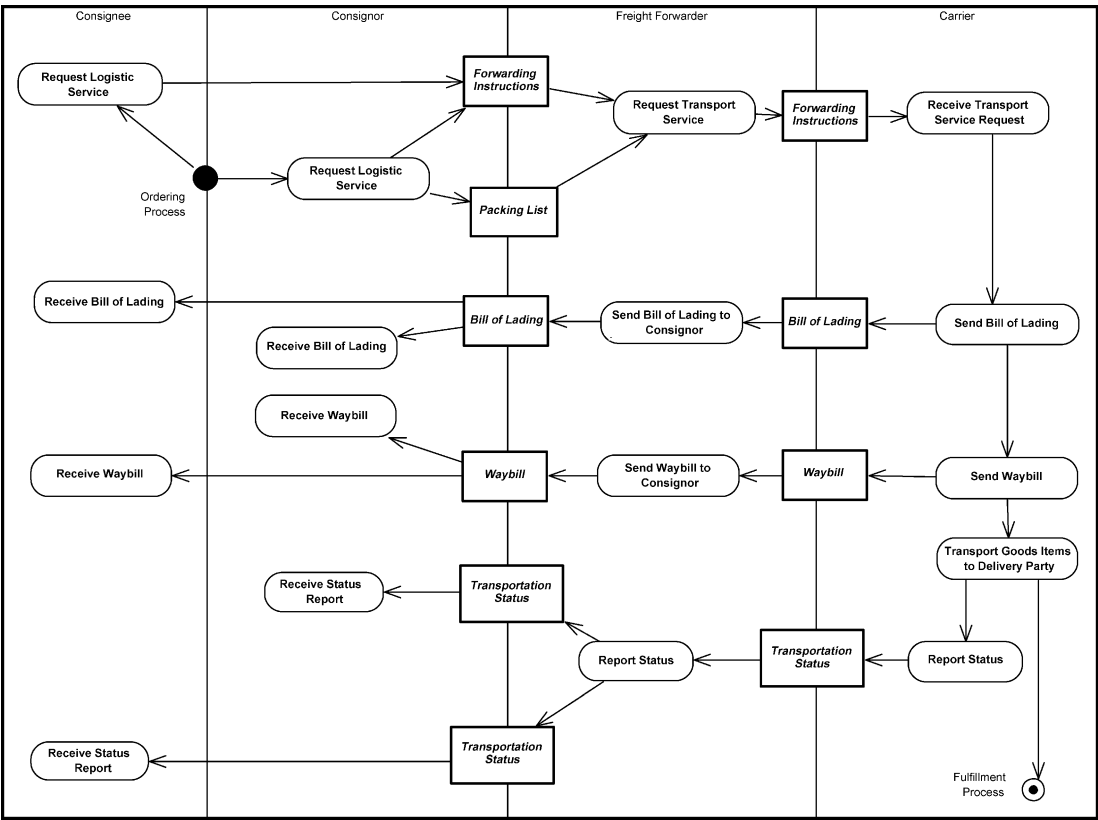 Consignee
Consignor
Freight Forwarder
Carrier
Request Logistic
Service
Forwarding
Instructions
Request Transport
Service
Forwarding
Instructions
Receive Transport
Service Request
Request Logistic
Service
Ordering
Process
Packing List
Receive Bill of Lading
Bill of Lading
Send Bill of Lading to
Consignor
Bill of Lading
Send Bill of Lading
Receive Bill of Lading
Receive Waybill
Receive Waybill
Waybill
Send Waybill to
Consignor
Waybill
Send Waybill
Transport Goods Items
to Delivery Party
Receive Status
Report
Transportation
Status
Report Status
Transportation
Status
Report Status
Receive Status
Report
Transportation
Status
Fulfillment
Process